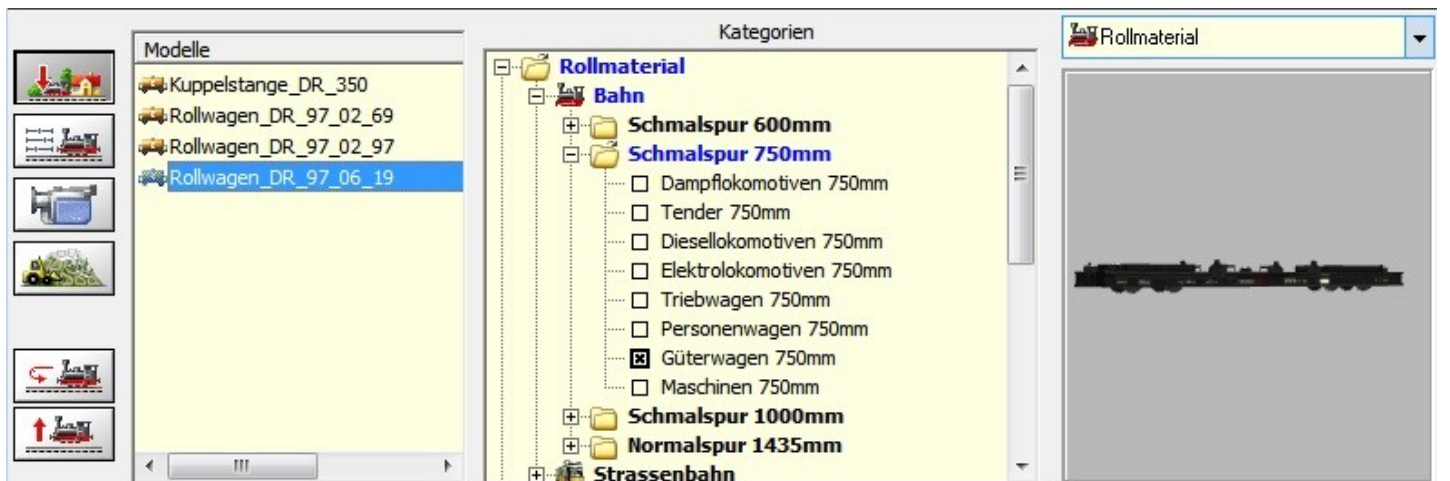 Modelle
Kuppelstange_DR_350
Rollwagen_DR_97_02_69
Rollwagen_DR_97_02_97
Rollwagen_DR_97_06_19
Kategorien
Rollmaterial
Bahn
Schmalspur 600mm
Schmalspur 750mm
Dampflokomotiven 750mm
Tender 750mm
Diesellokomotiven 750mm
Elektrolokomotiven 750mm
Triebwagen 750mm
Personenwagen 750mm
Güterwagen 750mm
Maschinen 750mm
Schmalspur 1000mm
Normalspur 1435mm
Strassenbahn
Rollmaterial